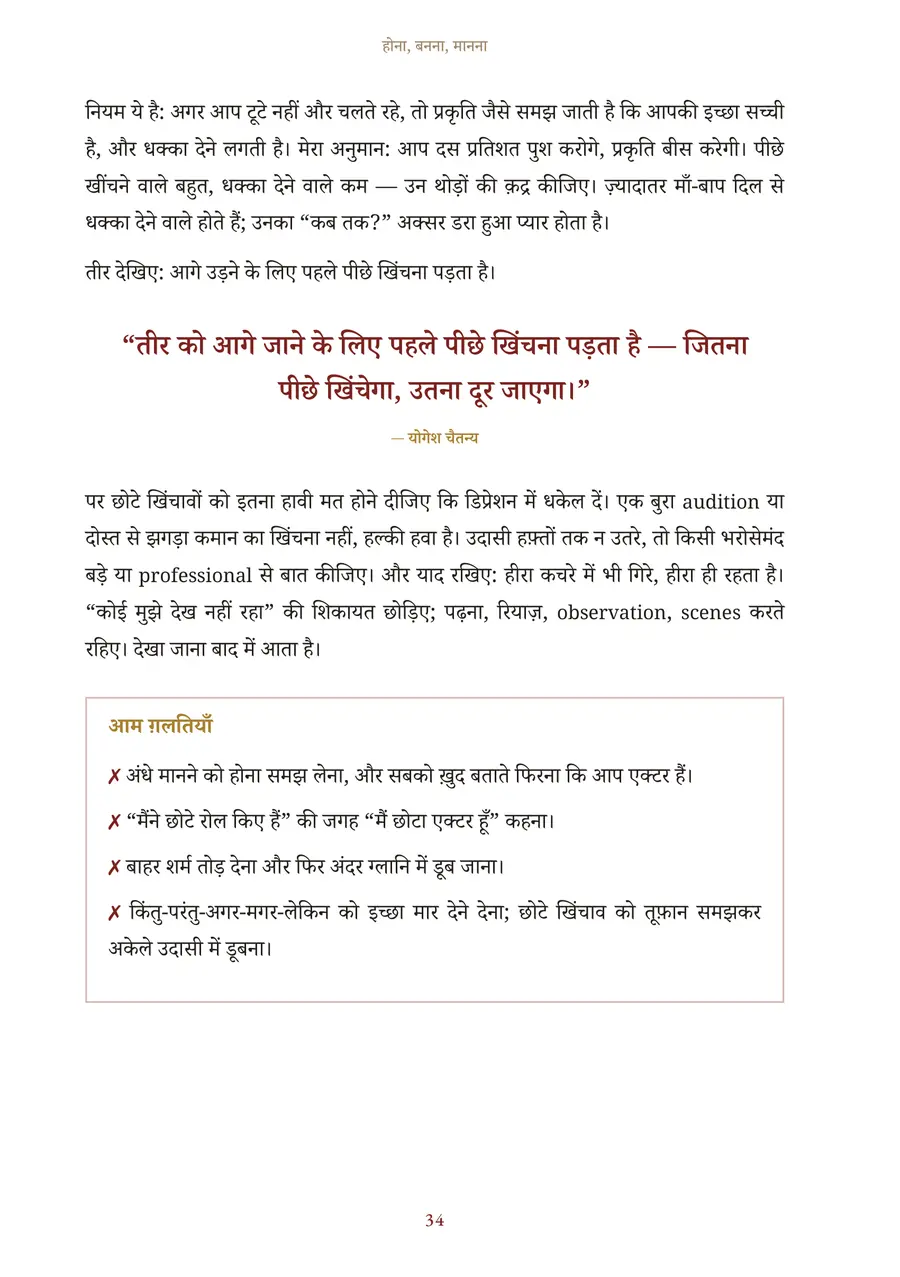 होना, बनना, मानना
नियम ये है: अगर आप टूटे नहीं और चलते रहे, तो प्रकृति जैसे समझ जाती है कि आपकी इच्छा सच्ची
है, और धक्का देने लगती है। मेरा अनुमान: आप दस प्रतिशत पुश करोगे, प्रकृति बीस करेगी। पीछे
खींचने वाले बहुत, धक्का देने वाले कम — उन थोड़ों की क़द्र कीजिए। ज़्यादातर माँ-बाप दिल से
धक्का देने वाले होते हैं; उनका “कब तक?” अक्सर डरा हुआ प्यार होता है।
तीर देखिए: आगे उड़ने के लिए पहले पीछे खिंचना पड़ता है।
“तीर को आगे जाने के लिए पहले पीछे खिंचना पड़ता है — जितना
पीछे खिंचेगा, उतना दूर जाएगा।”
— योगेश चैतन्य
पर छोटे खिंचावों को इतना हावी मत होने दीजिए कि डिप्रेशन में धकेल दें। एक बुरा audition या
दोस्त से झगड़ा कमान का खिंचना नहीं, हल्की हवा है। उदासी हफ़्तों तक न उतरे, तो किसी भरोसेमंद
बड़े या professional से बात कीजिए। और याद रखिए: हीरा कचरे में भी गिरे, हीरा ही रहता है।
“कोई मुझे देख नहीं रहा” की शिकायत छोड़िए; पढ़ना, रियाज़, observation, scenes करते
रहिए। देखा जाना बाद में आता है।
आम ग़लतियाँ
✗ अंधे मानने को होना समझ लेना, और सबको ख़ुद बताते फिरना कि आप एक्टर हैं।
✗ “मैंने छोटे रोल किए हैं” की जगह “मैं छोटा एक्टर हूँ” कहना।
✗ बाहर शर्म तोड़ देना और फिर अंदर ग्लानि में डूब जाना।
✗ किंतु-परंतु-अगर-मगर-लेकिन को इच्छा मार देने देना; छोटे खिंचाव को तूफ़ान समझकर
अकेले उदासी में डूबना।
34